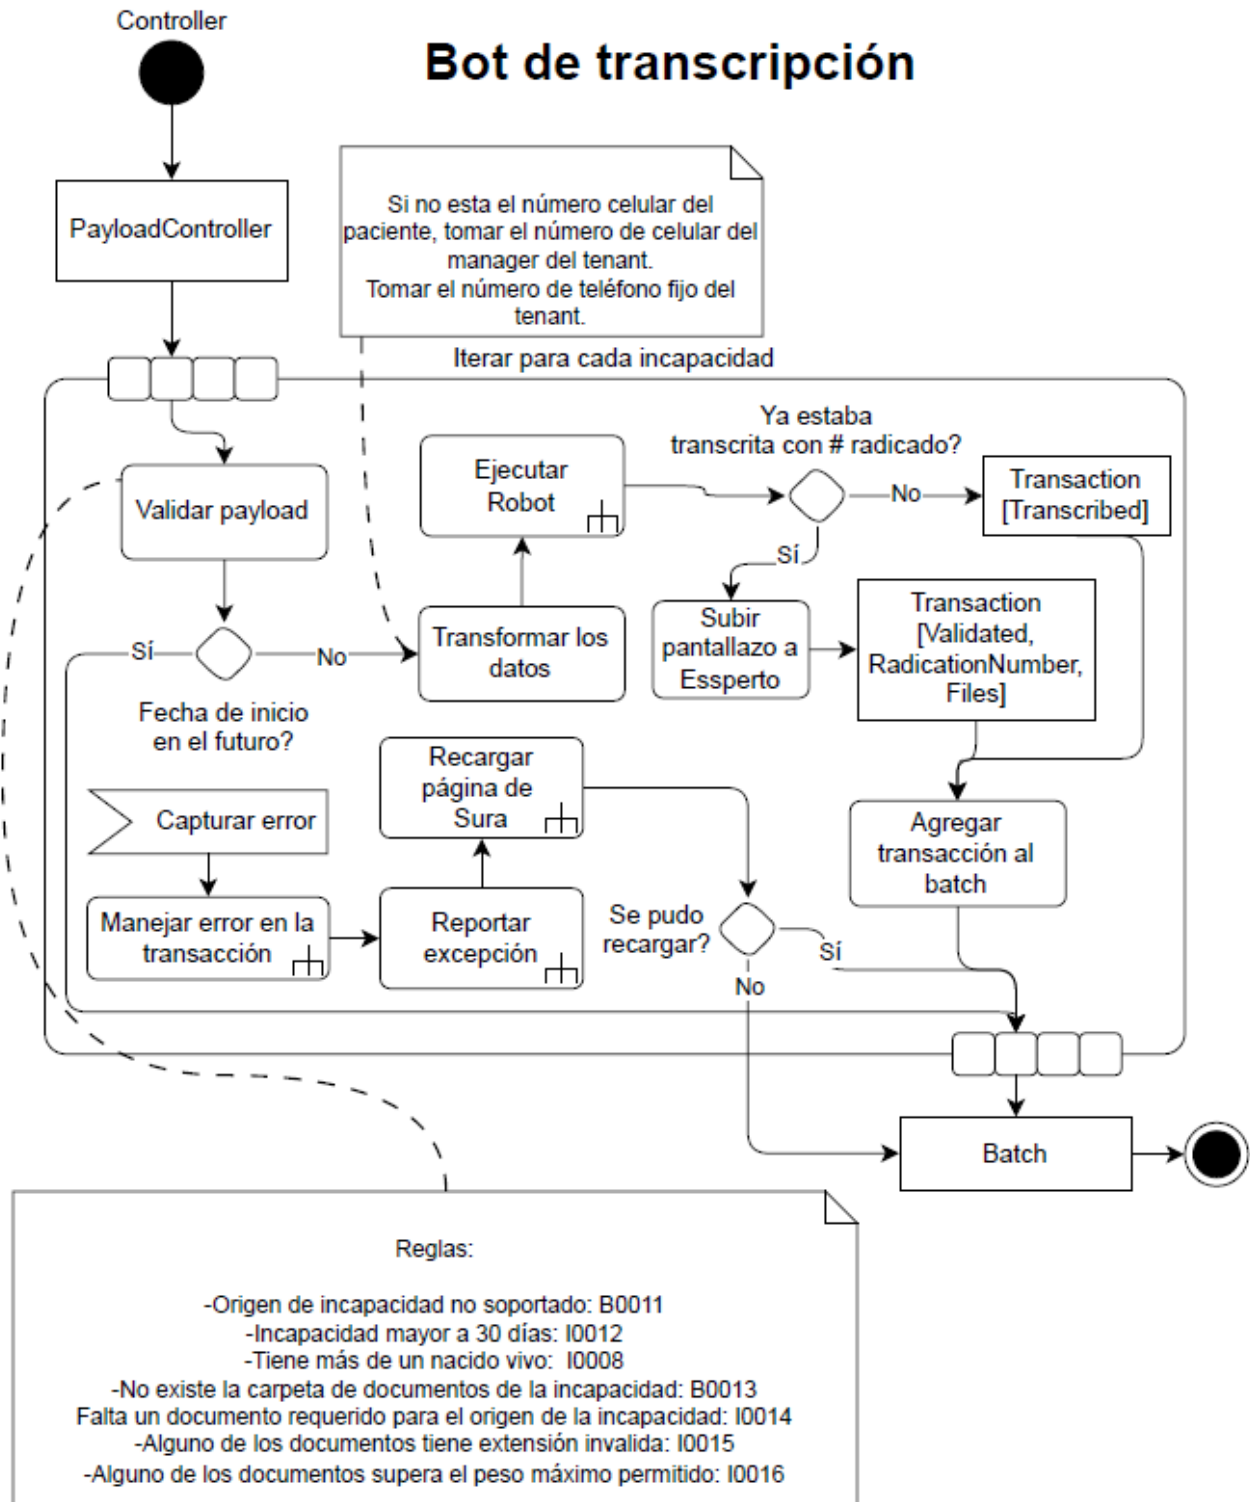 Controller
Bot de transcripción
PayloadController
Si no esta el número celular del
paciente, tomar el número de celular del
manager del tenant.
Tomar el número de teléfono fijo del
tenant.
Iterar para cada incapacidad
Ya estaba
transcrita con # radicado?
Ejecutar
Robot
Validar payload
No
Transaction
[Transcribed]
Sí
Subir
pantallazo a
Essperto
Transaction
[Validated,
RadicationNumber,
Files]
Transformar los
datos
Sí
No
Fecha de inicio
en el futuro?
Recargar
página de
Sura
Capturar error
Agregar
transacción al
batch
Manejar error en la
transacción
Reportar
excepción
Se pudo
recargar?
Sí
No
Batch
Reglas:
-Origen de incapacidad no soportado: B0011
-Incapacidad mayor a 30 días: I0012
-Tiene más de un nacido vivo:  I0008
-No existe la carpeta de documentos de la incapacidad: B0013
Falta un documento requerido para el origen de la incapacidad: I0014
-Alguno de los documentos tiene extensión invalida: I0015
-Alguno de los documentos supera el peso máximo permitido: I0016